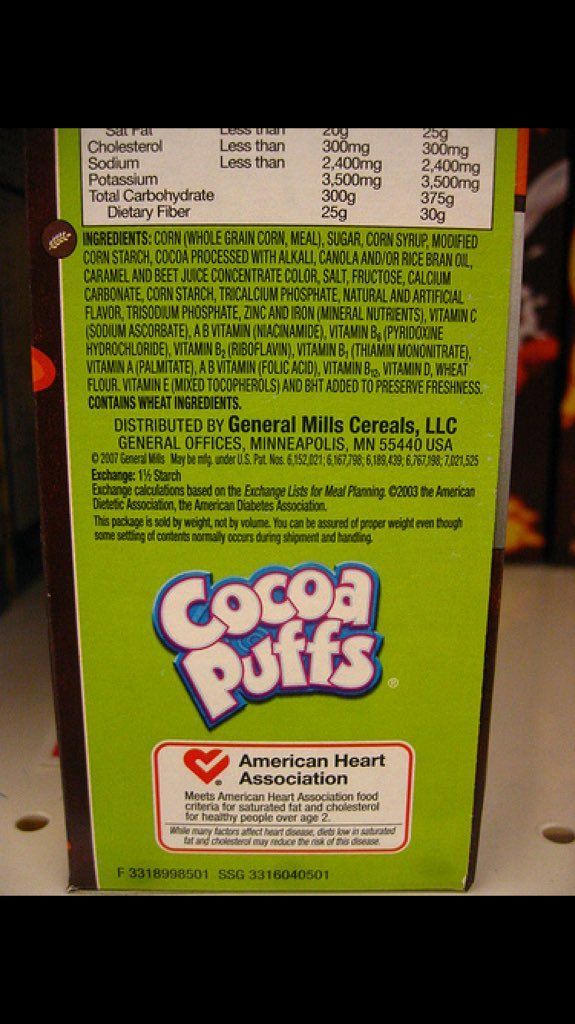 Sat Fat Less than 20g 25g
Cholesterol Less than 300mg 300mg
Sodium Less than 2,400mg 2,400mg
Potassium 3,500mg 3,500mg
Total Carbohydrate 300g 375g
Dietary Fiber 25g 30g
INGREDIENTS: CORN (WHOLE GRAIN CORN, MEAL), SUGAR, CORN SYRUP, MODIFIED
CORN STARCH, COCOA PROCESSED WITH ALKALI, CANOLA AND/OR RICE BRAN OIL,
CARAMEL AND BEET JUICE CONCENTRATE COLOR, SALT, FRUCTOSE, CALCIUM
CARBONATE, CORN STARCH, TRICALCIUM PHOSPHATE, NATURAL AND ARTIFICIAL
FLAVOR, TRISODIUM PHOSPHATE, ZINC AND IRON (MINERAL NUTRIENTS), VITAMIN C
(SODIUM ASCORBATE), A B VITAMIN (NIACINAMIDE), VITAMIN B6 (PYRIDOXINE
HYDROCHLORIDE), VITAMIN B2 (RIBOFLAVIN), VITAMIN B1 (THIAMIN MONONITRATE),
VITAMIN A (PALMITATE), A B VITAMIN (FOLIC ACID), VITAMIN B12, VITAMIN D, WHEAT
FLOUR. VITAMIN E (MIXED TOCOPHEROLS) AND BHT ADDED TO PRESERVE FRESHNESS.
CONTAINS WHEAT INGREDIENTS.
DISTRIBUTED BY General Mills Cereals, LLC
GENERAL OFFICES, MINNEAPOLIS, MN 55440 USA
© 2007 General Mills May be mfg. under U.S. Pat. Nos. 6,152,021; 6,167,798; 6,189,439; 6,767,198; 7,021,525
Exchange: 1½ Starch
Exchange calculations based on the Exchange Lists for Meal Planning. ©2003 the American
Dietetic Association, the American Diabetes Association.
This package is sold by weight, not by volume. You can be assured of proper weight even though
some settling of contents normally occurs during shipment and handling.
Cocoa
Puffs®
American Heart
Association
®
Meets American Heart Association food
criteria for saturated fat and cholesterol
for healthy people over age 2.
While many factors affect heart disease, diets low in saturated
fat and cholesterol may reduce the risk of this disease.
F 3318998501 SSG 3316040501